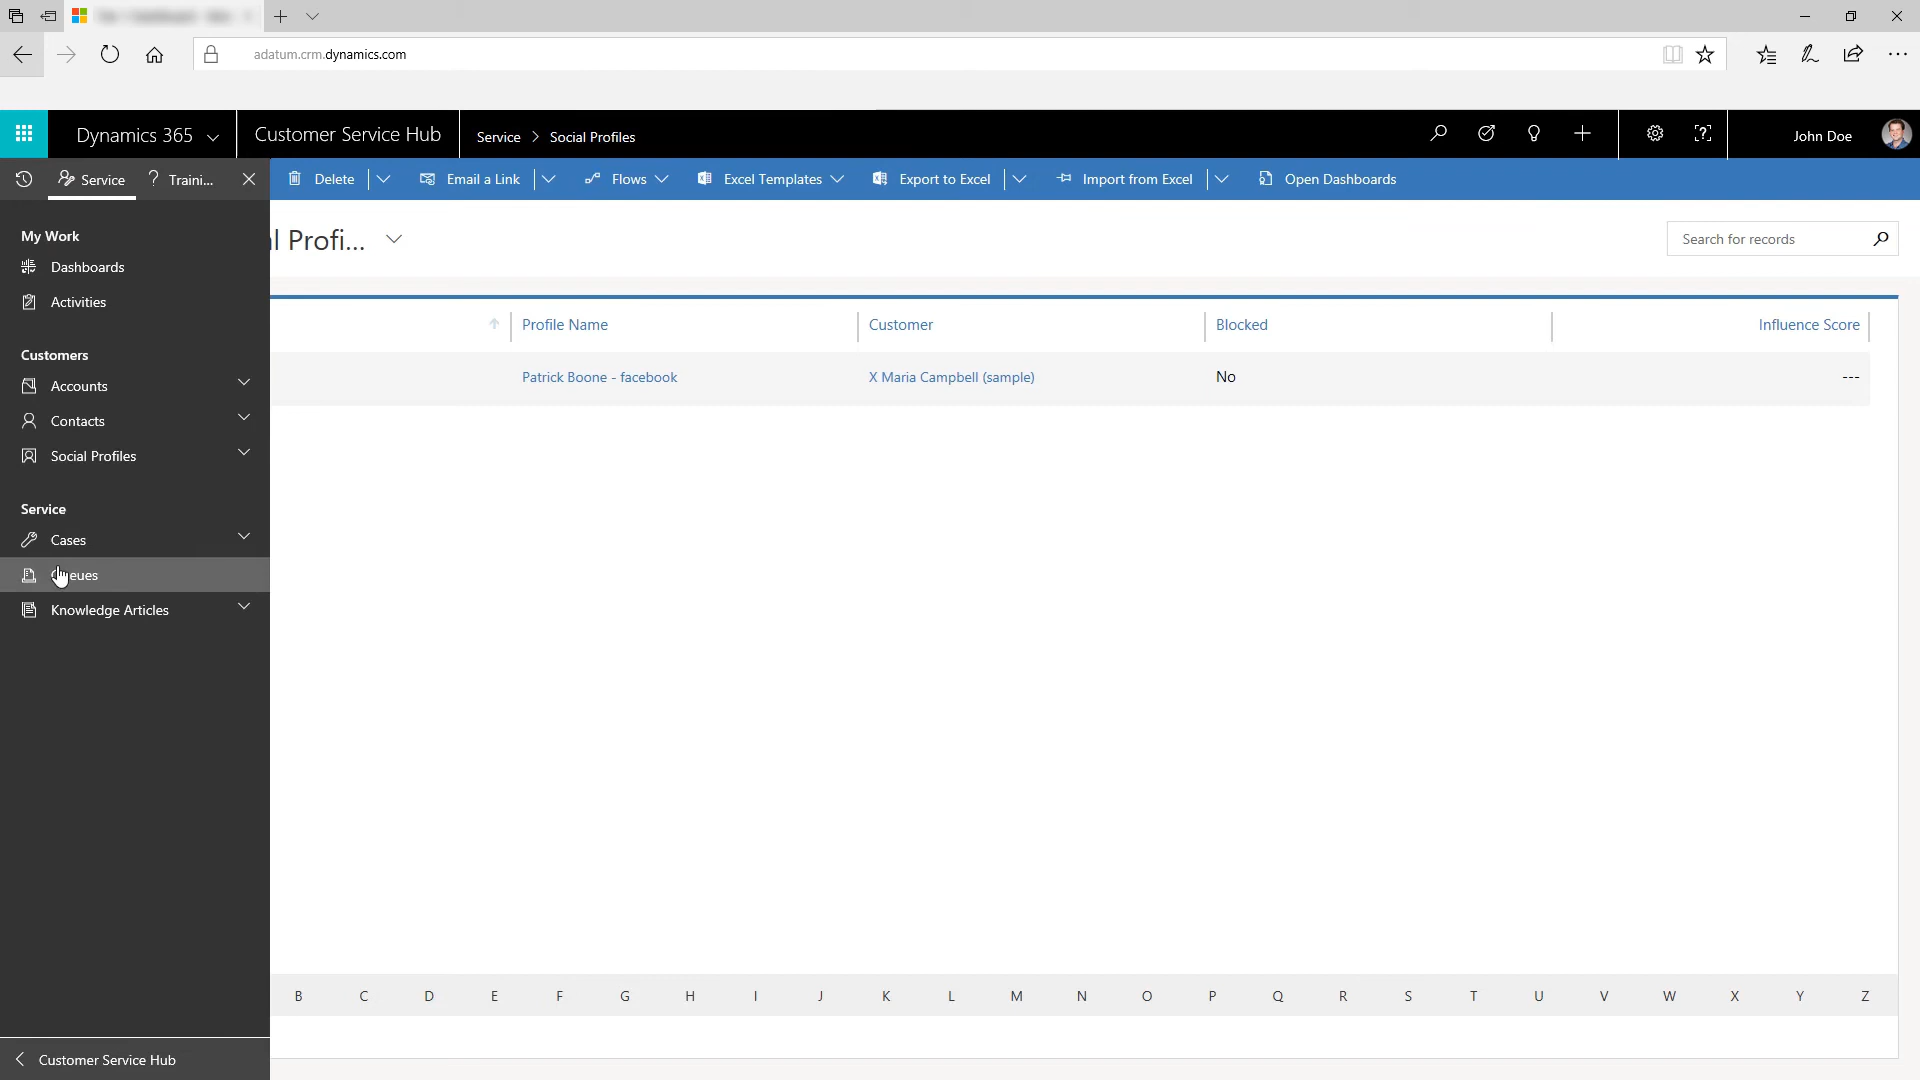 adatum.crm.dynamics.com
Dynamics 365
Customer Service Hub
Service > Social Profiles
John Doe
Service
Traini...
Delete
Email a Link
Flows
Excel Templates
Export to Excel
Import from Excel
Open Dashboards
My Work
Dashboards
Activities
Customers
Accounts
Contacts
Social Profiles
Service
Cases
Queues
Knowledge Articles
Customer Service Hub
l Profi...
Search for records
Profile Name
Customer
Blocked
Influence Score
Patrick Boone - facebook
X Maria Campbell (sample)
No
---
B C D E F G H I J K L M N O P Q R S T U V W X Y Z